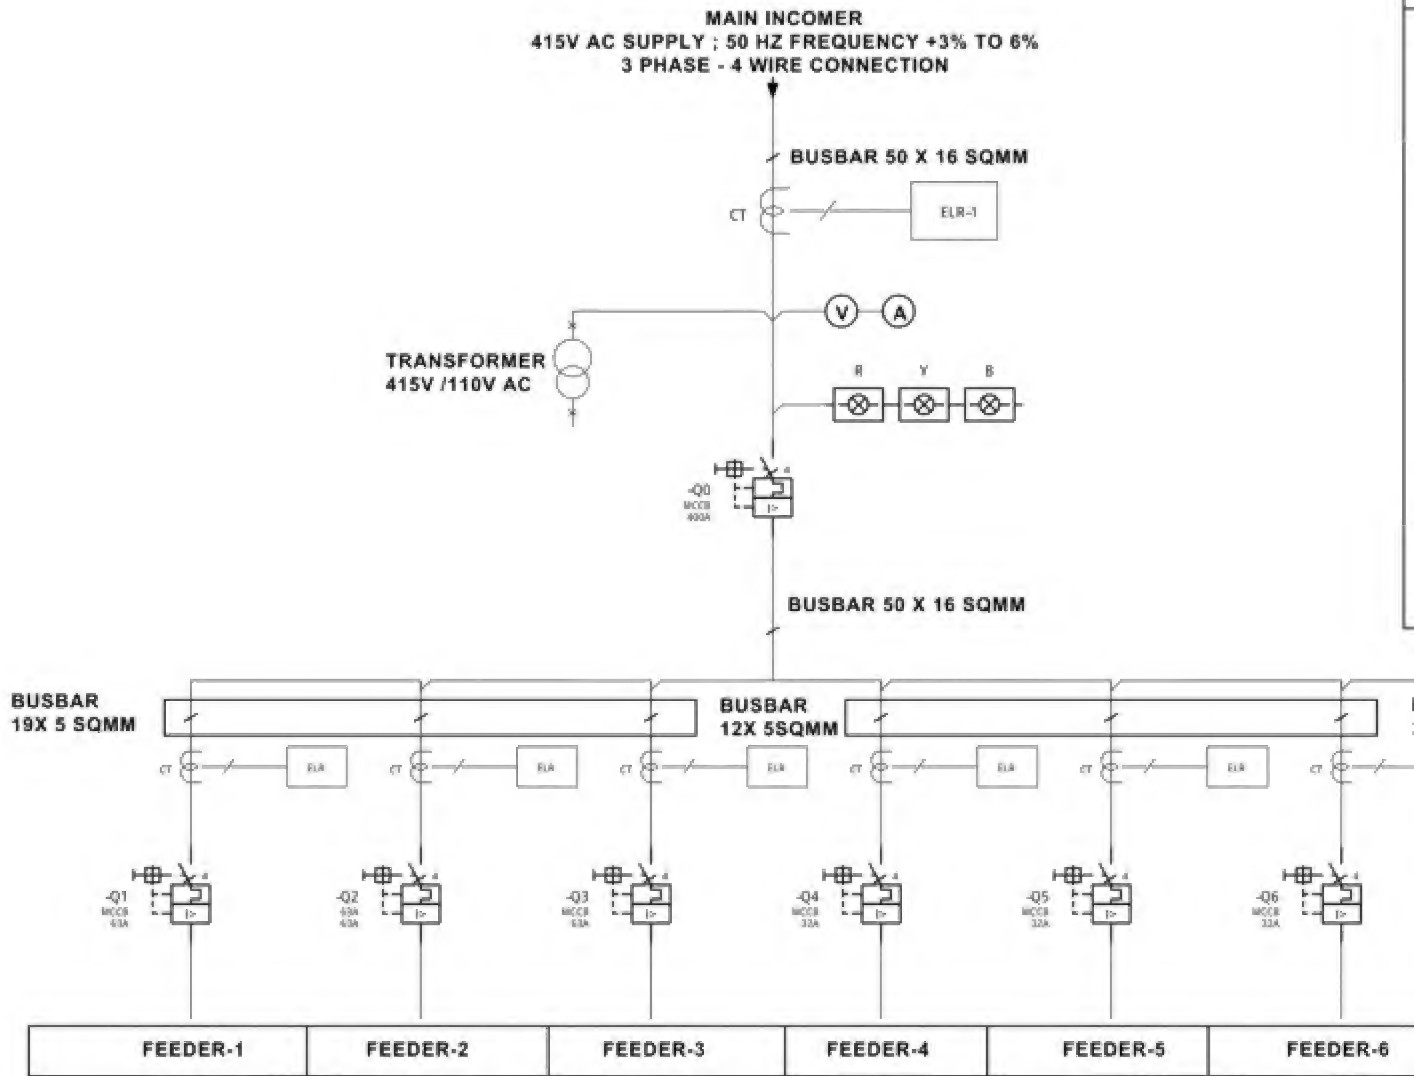 MAIN INCOMER
415V AC SUPPLY ; 50 HZ FREQUENCY +3% TO 6%
3 PHASE - 4 WIRE CONNECTION
BUSBAR 50 X 16 SQMM
CT
ELR-1
V A
TRANSFORMER
415V /110V AC
R Y B
-Q0
MCCB
400A
I>
BUSBAR 50 X 16 SQMM
BUSBAR
19X 5 SQMM
BUSBAR
12X 5SQMM
CT ELR CT ELR CT ELR CT ELR CT ELR CT
-Q1
MCCB
63A
I>
-Q2
63A
63A
I>
-Q3
MCCB
63A
I>
-Q4
MCCB
32A
I>
-Q5
MCCB
32A
I>
-Q6
MCCB
32A
I>
FEEDER-1 FEEDER-2 FEEDER-3 FEEDER-4 FEEDER-5 FEEDER-6